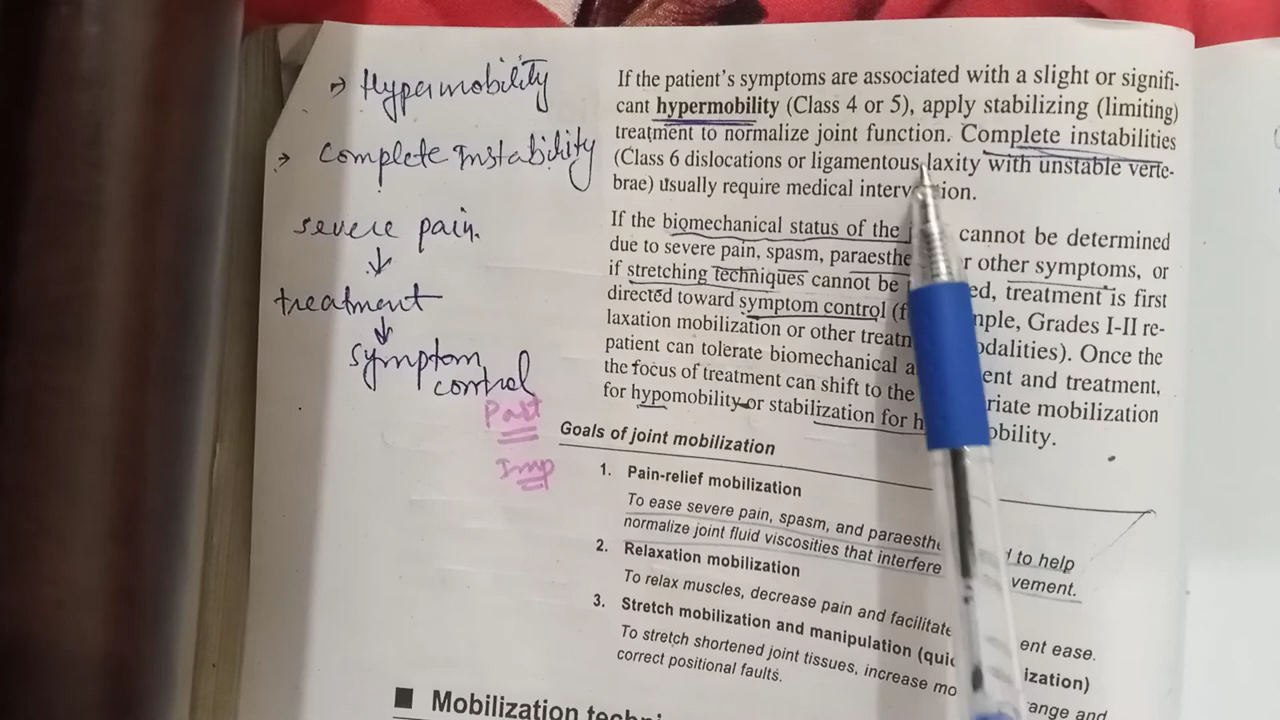 → Hypermobility
→ Complete Instability
severe pain.
↓
treatment
↓
symptom
control
Past
Imp
If the patient's symptoms are associated with a slight or signifi-
cant hypermobility (Class 4 or 5), apply stabilizing (limiting)
treatment to normalize joint function. Complete instabilities
(Class 6 dislocations or ligamentous laxity with unstable verte-
brae) usually require medical interv ion.
If the biomechanical status of the cannot be determined
due to severe pain, spasm, paraesthe r other symptoms, or
if stretching techniques cannot be ed, treatment is first
directed toward symptom control (f mple, Grades I-II re-
laxation mobilization or other treatn odalities). Once the
patient can tolerate biomechanical a ent and treatment,
the focus of treatment can shift to the riate mobilization
for hypomobility or stabilization for h obility.
Goals of joint mobilization
1. Pain-relief mobilization
To ease severe pain, spasm, and paraesthe d to help
normalize joint fluid viscosities that interfere vement.
2. Relaxation mobilization
To relax muscles, decrease pain and facilitate ent ease.
3. Stretch mobilization and manipulation (quic ization)
To stretch shortened joint tissues, increase mo ange and
correct positional faults.
■ Mobilization techni